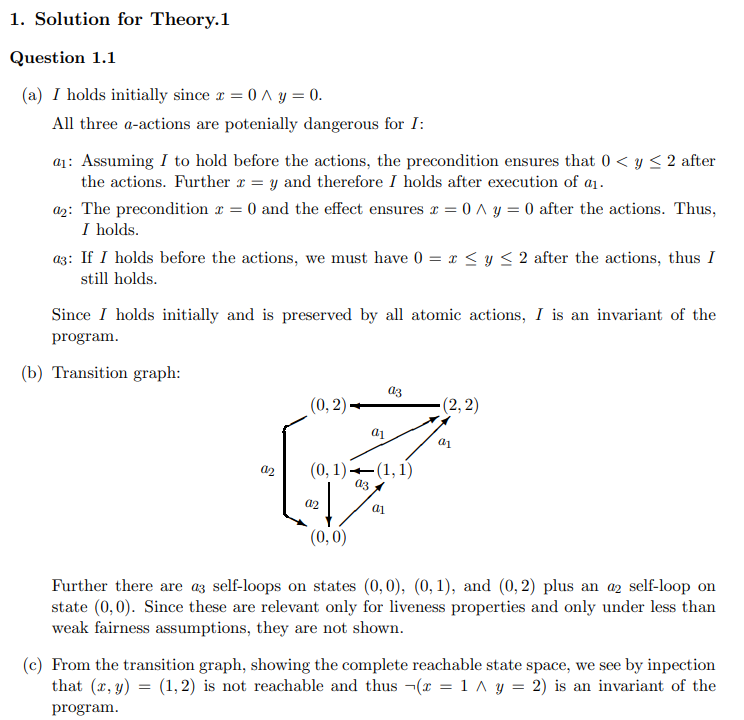 1. Solution for Theory.1
Question 1.1
(a) I holds initially since x = 0 ∧ y = 0.
All three a-actions are potenially dangerous for I:
a₁: Assuming I to hold before the actions, the precondition ensures that 0 < y ≤ 2 after
the actions. Further x = y and therefore I holds after execution of a₁.
a₂: The precondition x = 0 and the effect ensures x = 0 ∧ y = 0 after the actions. Thus,
I holds.
a₃: If I holds before the actions, we must have 0 = x ≤ y ≤ 2 after the actions, thus I
still holds.
Since I holds initially and is preserved by all atomic actions, I is an invariant of the
program.
(b) Transition graph:
a₃
(0, 2) (2, 2)
a₁
a₁
a₂ (0, 1) (1, 1)
a₃
a₂ a₁
(0, 0)
Further there are a₃ self-loops on states (0, 0), (0, 1), and (0, 2) plus an a₂ self-loop on
state (0, 0). Since these are relevant only for liveness properties and only under less than
weak fairness assumptions, they are not shown.
(c) From the transition graph, showing the complete reachable state space, we see by inpection
that (x, y) = (1, 2) is not reachable and thus ¬(x = 1 ∧ y = 2) is an invariant of the
program.